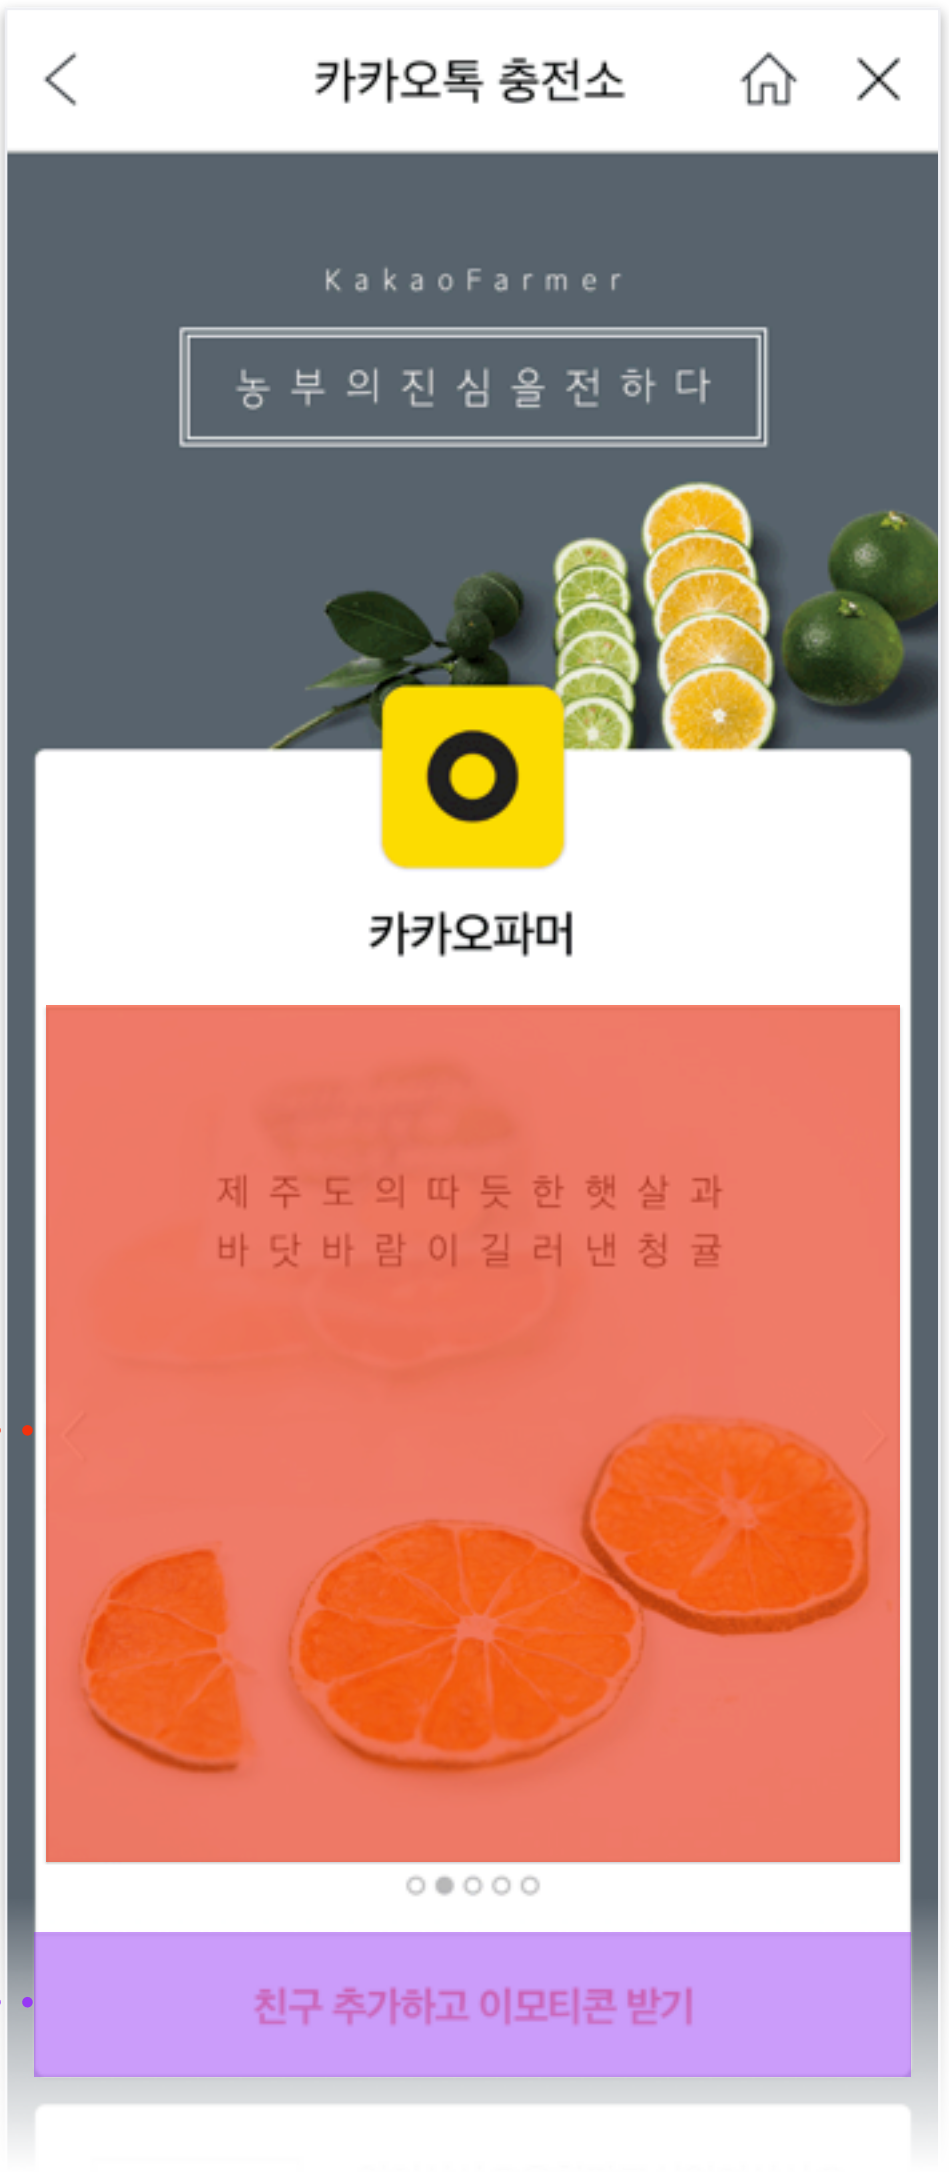 카카오톡 충전소
KakaoFarmer
농부의진심을전하다
카카오파머
제주도의따듯한햇살과
바닷바람이길러낸청귤
친구 추가하고 이모티콘 받기